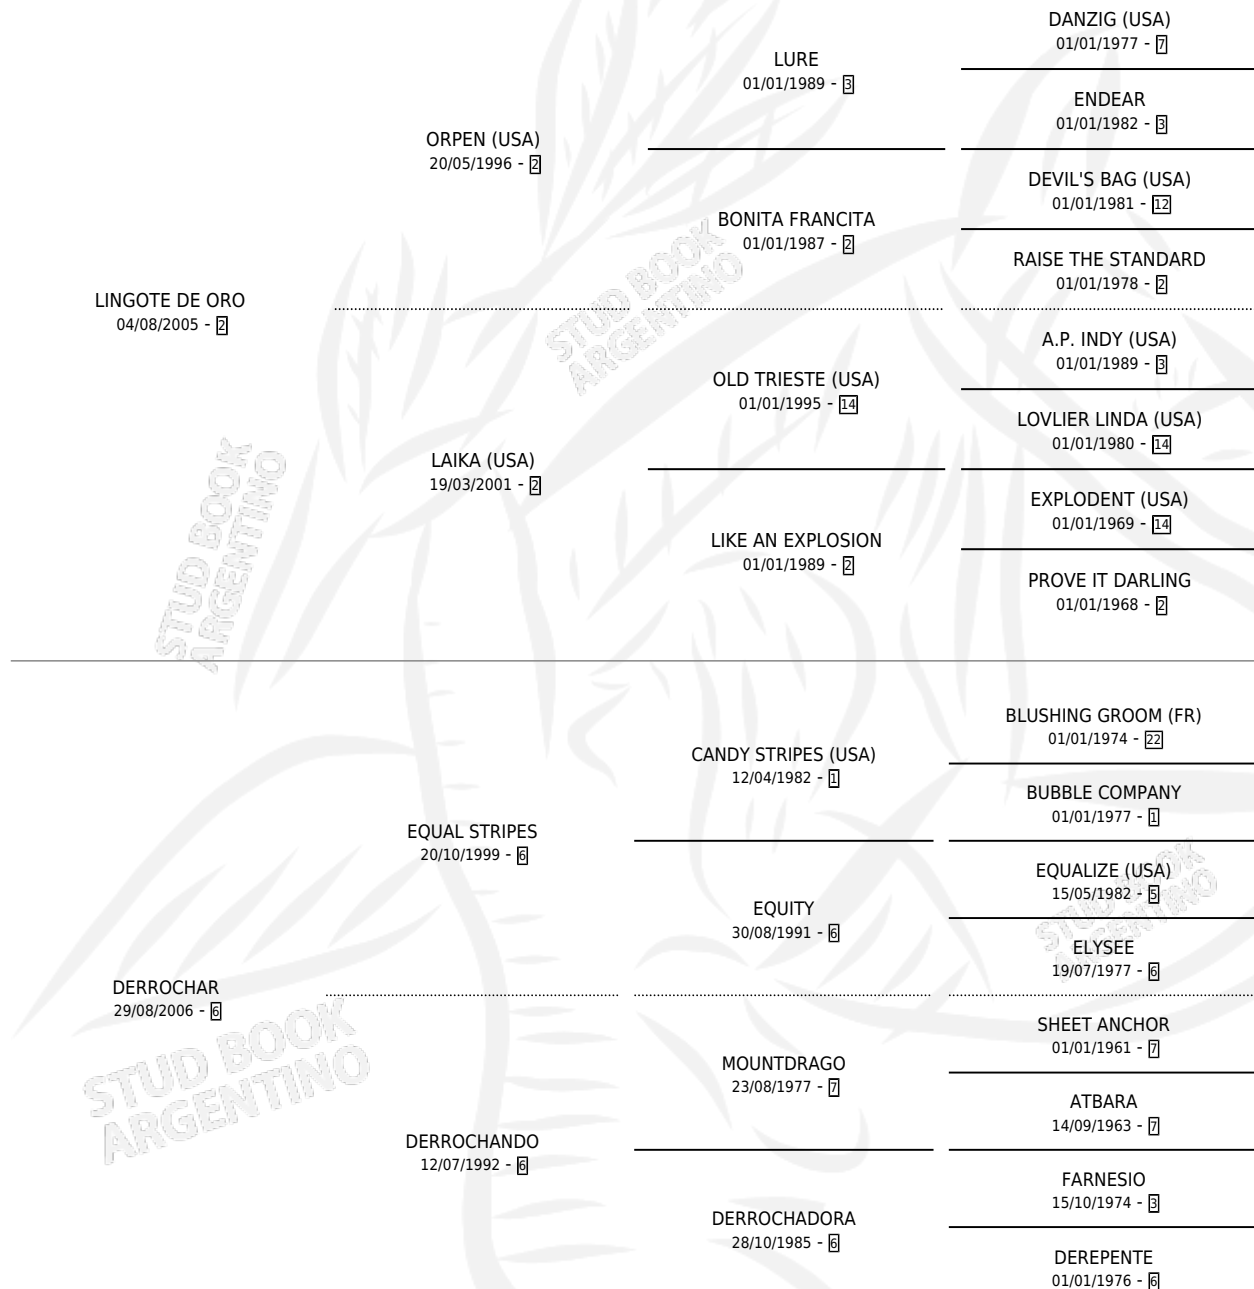 DANZIG (USA)
01/01/1977 - 7
LURE
01/01/1989 - 3
ENDEAR
01/01/1982 - 3
ORPEN (USA)
20/05/1996 - 2
DEVIL'S BAG (USA)
01/01/1981 - 12
BONITA FRANCITA
01/01/1987 - 2
RAISE THE STANDARD
01/01/1978 - 2
LINGOTE DE ORO
04/08/2005 - 2
A.P. INDY (USA)
01/01/1989 - 3
OLD TRIESTE (USA)
01/01/1995 - 14
LOVLIER LINDA (USA)
01/01/1980 - 14
LAIKA (USA)
19/03/2001 - 2
EXPLODENT (USA)
01/01/1969 - 14
LIKE AN EXPLOSION
01/01/1989 - 2
PROVE IT DARLING
01/01/1968 - 2
BLUSHING GROOM (FR)
01/01/1974 - 22
CANDY STRIPES (USA)
12/04/1982 - 1
BUBBLE COMPANY
01/01/1977 - 1
EQUAL STRIPES
20/10/1999 - 6
EQUALIZE (USA)
15/05/1982 - 5
EQUITY
30/08/1991 - 6
ELYSEE
19/07/1977 - 6
DERROCHAR
29/08/2006 - 6
SHEET ANCHOR
01/01/1961 - 7
MOUNTDRAGO
23/08/1977 - 7
ATBARA
14/09/1963 - 7
DERROCHANDO
12/07/1992 - 6
FARNESIO
15/10/1974 - 3
DERROCHADORA
28/10/1985 - 6
DEREPENTE
01/01/1976 - 6
STUD BOOK
ARGENTINO
STUD BOOK
ARGENTINO
STUD BOOK
ARGENTINO
STUD BOOK
ARGENTINO